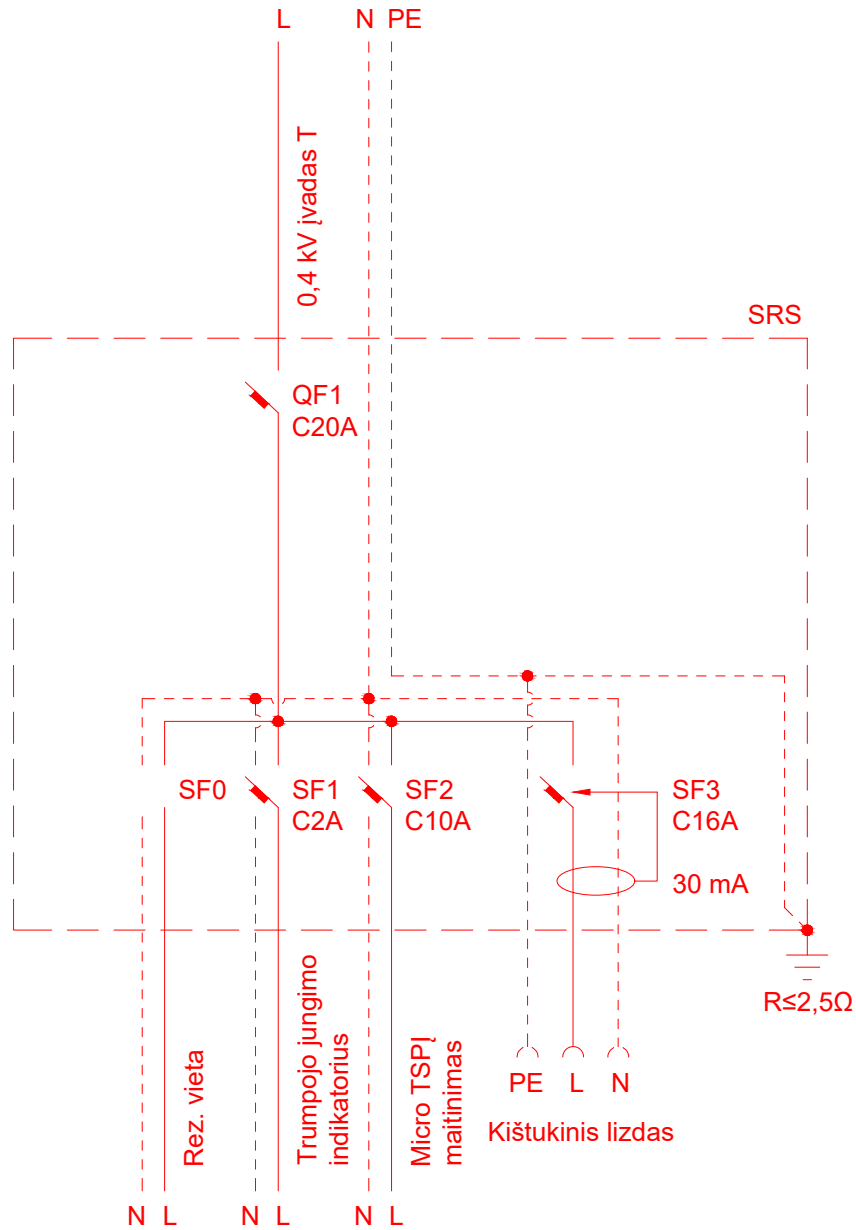 L N PE
0,4 kV įvadas T
SRS
QF1
C20A
SF0
SF1
C2A
SF2
C10A
SF3
C16A
30 mA
R≤2,5Ω
Rez. vieta
Trumpojo jungimo
indikatorius
Micro TSPĮ
maitinimas
PE L N
Kištukinis lizdas
N L N L N L